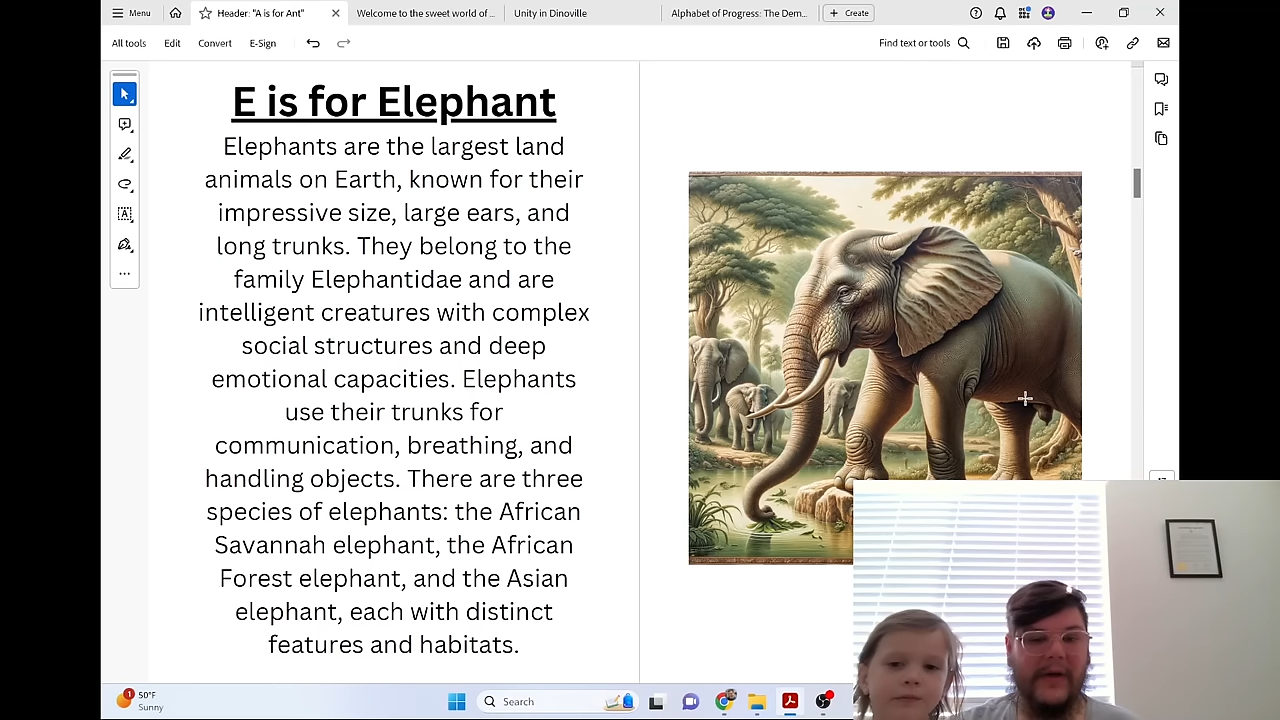 Menu
Header: "A is for Ant"
Welcome to the sweet world of ...
Unity in Dinoville
Alphabet of Progress: The Dem...
Create
All tools
Edit
Convert
E-Sign
Find text or tools
E is for Elephant
Elephants are the largest land
animals on Earth, known for their
impressive size, large ears, and
long trunks. They belong to the
family Elephantidae and are
intelligent creatures with complex
social structures and deep
emotional capacities. Elephants
use their trunks for
communication, breathing, and
handling objects. There are three
species of elephants: the African
Savannah elephant, the African
Forest elephant, and the Asian
elephant, each with distinct
features and habitats.
1
50°F
Sunny
Search